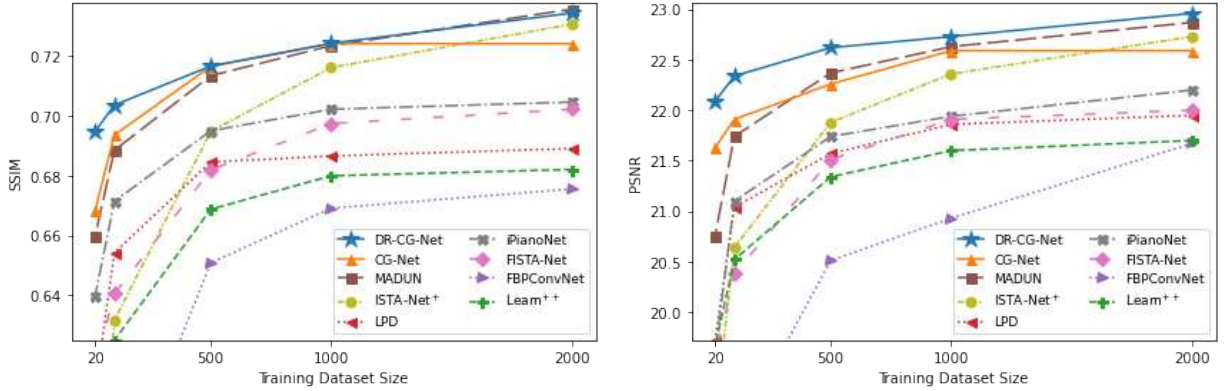 0.72
0.70
0.68
0.66
0.64
SSIM
20
500
1000
2000
Training Dataset Size
DR-CG-Net
CG-Net
MADUN
ISTA-Net⁺
LPD
iPianoNet
FISTA-Net
FBPConvNet
Learn⁺⁺
23.0
22.5
22.0
21.5
21.0
20.5
20.0
PSNR
20
500
1000
2000
Training Dataset Size
DR-CG-Net
CG-Net
MADUN
ISTA-Net⁺
LPD
iPianoNet
FISTA-Net
FBPConvNet
Learn⁺⁺